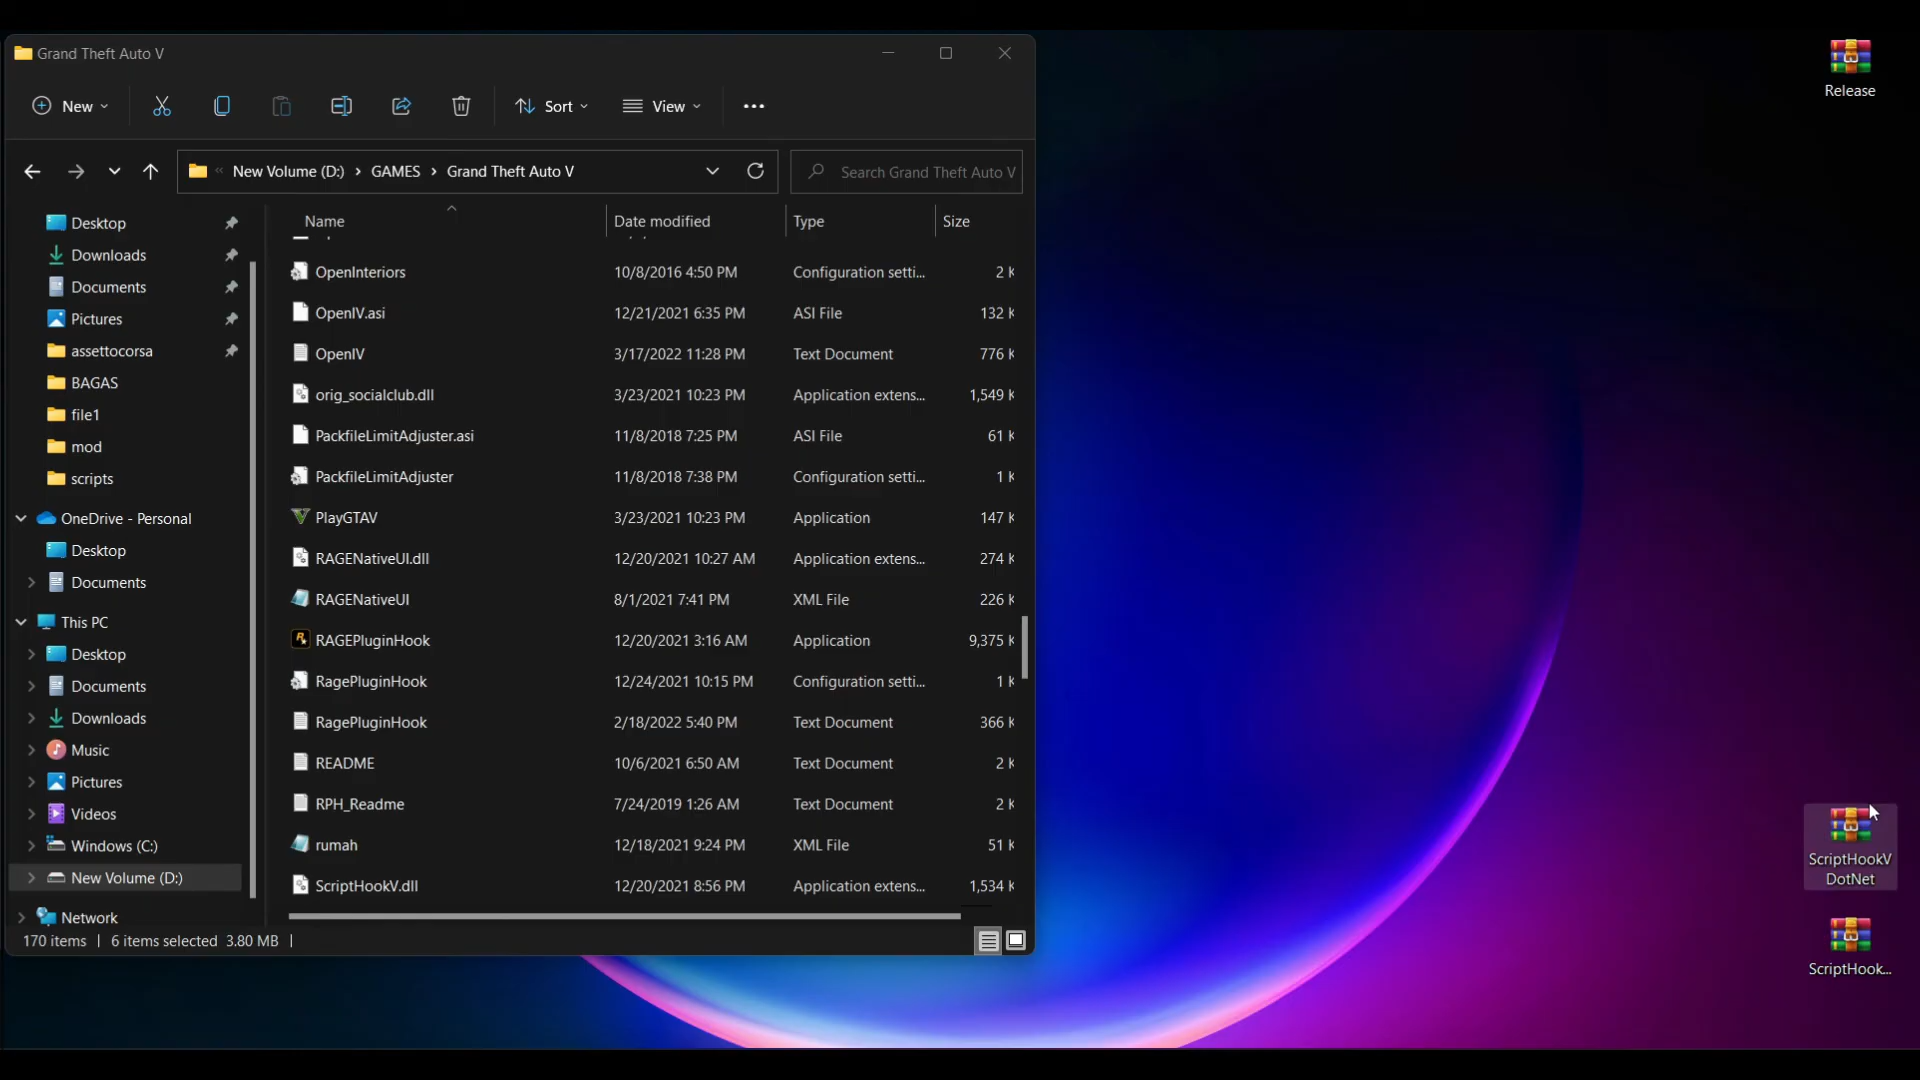 Grand Theft Auto V
Release
New
Sort
View
New Volume (D:) > GAMES > Grand Theft Auto V
Search Grand Theft Auto V
Name Date modified Type Size
Desktop
Downloads
Documents
Pictures
assettocorsa
BAGAS
file1
mod
scripts
OneDrive - Personal
Desktop
Documents
This PC
Desktop
Documents
Downloads
Music
Pictures
Videos
Windows (C:)
New Volume (D:)
Network
OpenInteriors 10/8/2016 4:50 PM Configuration setti... 2 K
OpenIV.asi 12/21/2021 6:35 PM ASI File 132 K
OpenIV 3/17/2022 11:28 PM Text Document 776 K
orig_socialclub.dll 3/23/2021 10:23 PM Application extens... 1,549 K
PackfileLimitAdjuster.asi 11/8/2018 7:25 PM ASI File 61 K
PackfileLimitAdjuster 11/8/2018 7:38 PM Configuration setti... 1 K
PlayGTAV 3/23/2021 10:23 PM Application 147 K
RAGENativeUI.dll 12/20/2021 10:27 AM Application extens... 274 K
RAGENativeUI 8/1/2021 7:41 PM XML File 226 K
RAGEPluginHook 12/20/2021 3:16 AM Application 9,375 K
RagePluginHook 12/24/2021 10:15 PM Configuration setti... 1 K
RagePluginHook 2/18/2022 5:40 PM Text Document 366 K
README 10/6/2021 6:50 AM Text Document 2 K
RPH_Readme 7/24/2019 1:26 AM Text Document 2 K
rumah 12/18/2021 9:24 PM XML File 51 K
ScriptHookV.dll 12/20/2021 8:56 PM Application extens... 1,534 K
170 items | 6 items selected 3.80 MB |
ScriptHookV
DotNet
ScriptHook...